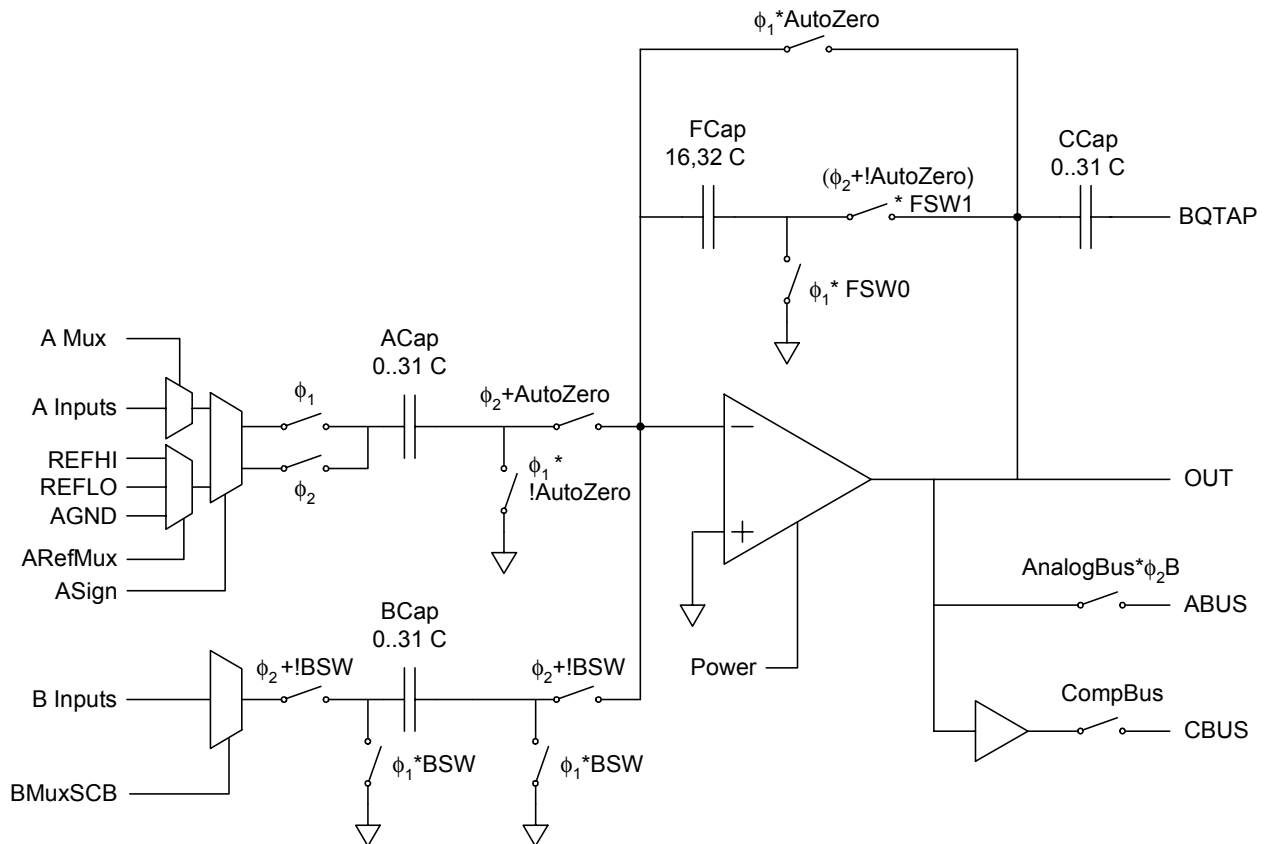 ϕ₁*AutoZero
FCap
16,32 C
CCap
0..31 C
(ϕ₂+!AutoZero)
* FSW1
BQTAP
ϕ₁* FSW0
A Mux
ACap
0..31 C
ϕ₁
ϕ₂+AutoZero
A Inputs
REFHI
REFLO
AGND
ϕ₂
ϕ₁*
!AutoZero
OUT
ARefMux
ASign
AnalogBus*ϕ₂B
ABUS
BCap
0..31 C
ϕ₂+!BSW
ϕ₂+!BSW
Power
B Inputs
CompBus
CBUS
ϕ₁*BSW
ϕ₁*BSW
BMuxSCB